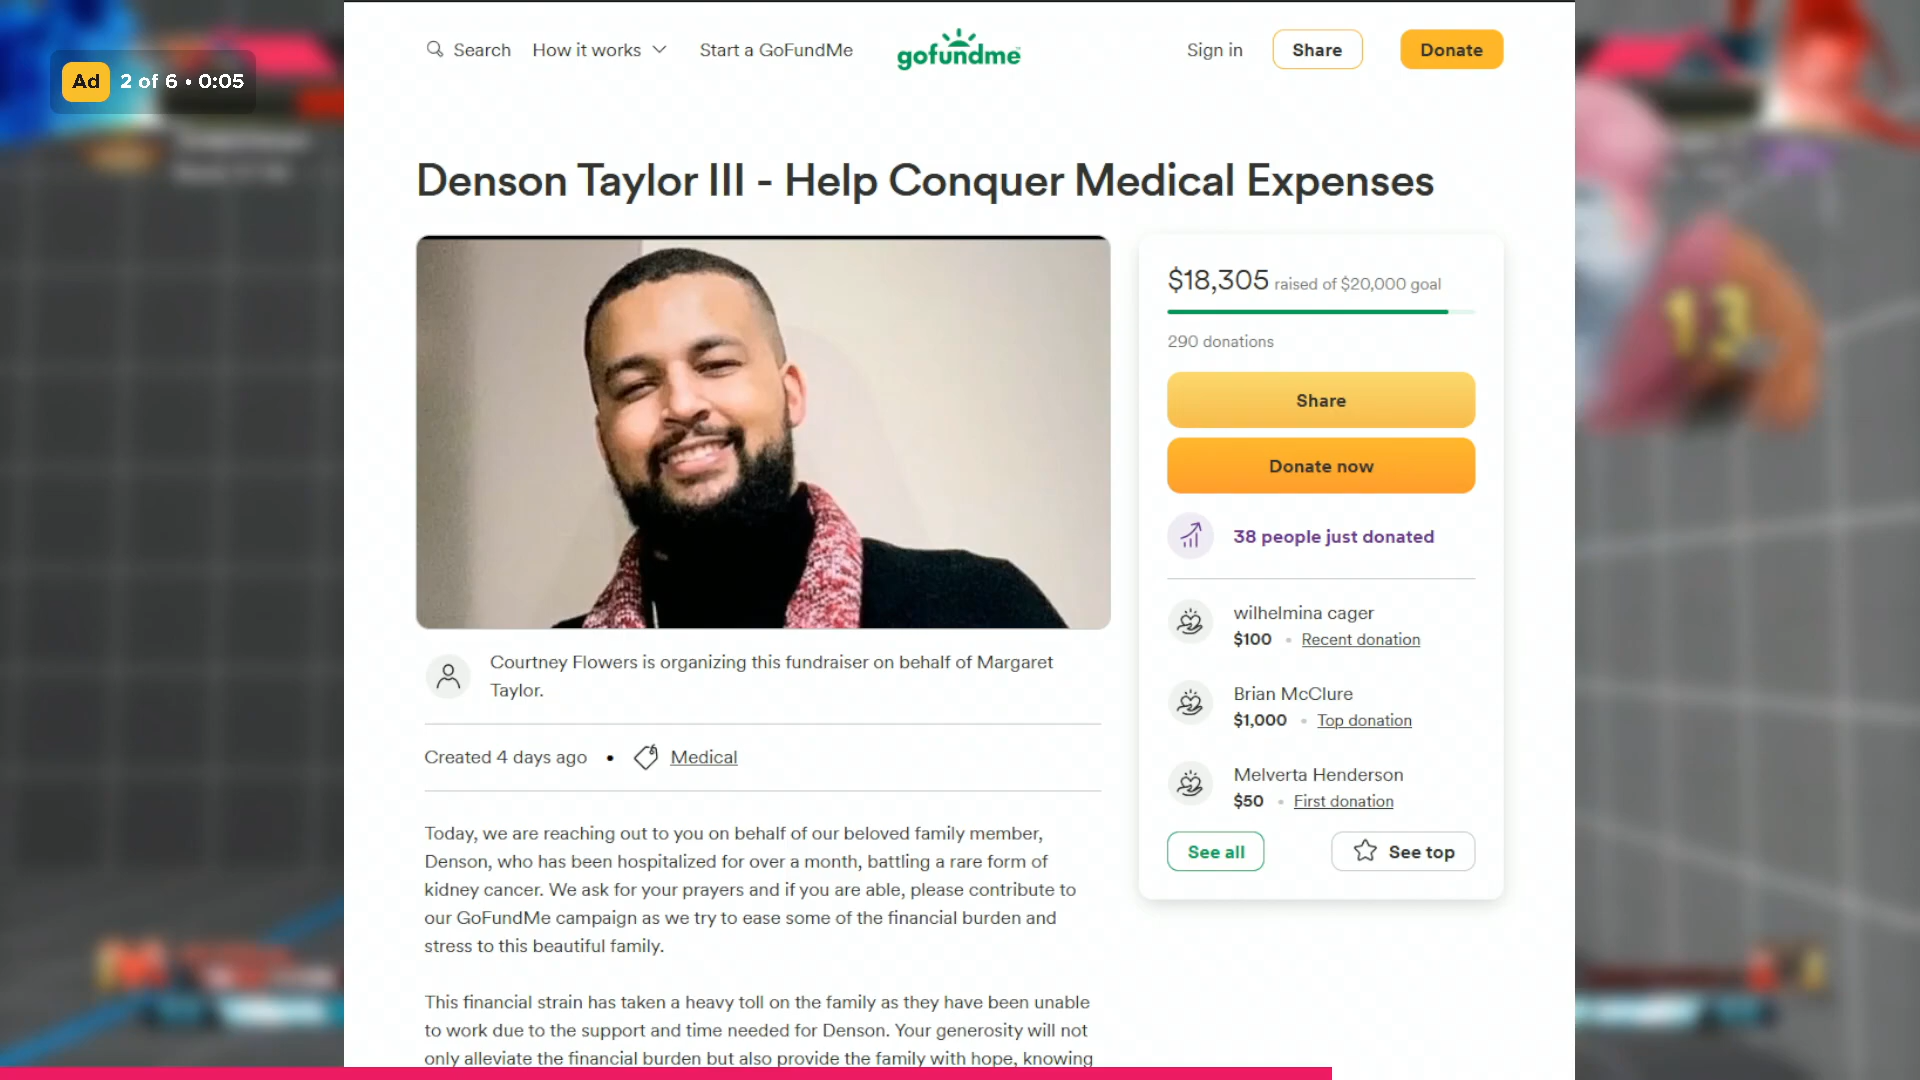 Ad 2 of 6 • 0:05
Search How it works Start a GoFundMe gofundme Sign in Share Donate
Denson Taylor III - Help Conquer Medical Expenses
$18,305 raised of $20,000 goal
290 donations
Share
Donate now
38 people just donated
wilhelmina cager
$100 • Recent donation
Brian McClure
$1,000 • Top donation
Melverta Henderson
$50 • First donation
See all See top
Courtney Flowers is organizing this fundraiser on behalf of Margaret
Taylor.
Created 4 days ago • Medical
Today, we are reaching out to you on behalf of our beloved family member,
Denson, who has been hospitalized for over a month, battling a rare form of
kidney cancer. We ask for your prayers and if you are able, please contribute to
our GoFundMe campaign as we try to ease some of the financial burden and
stress to this beautiful family.
This financial strain has taken a heavy toll on the family as they have been unable
to work due to the support and time needed for Denson. Your generosity will not
only alleviate the financial burden but also provide the family with hope, knowing
13